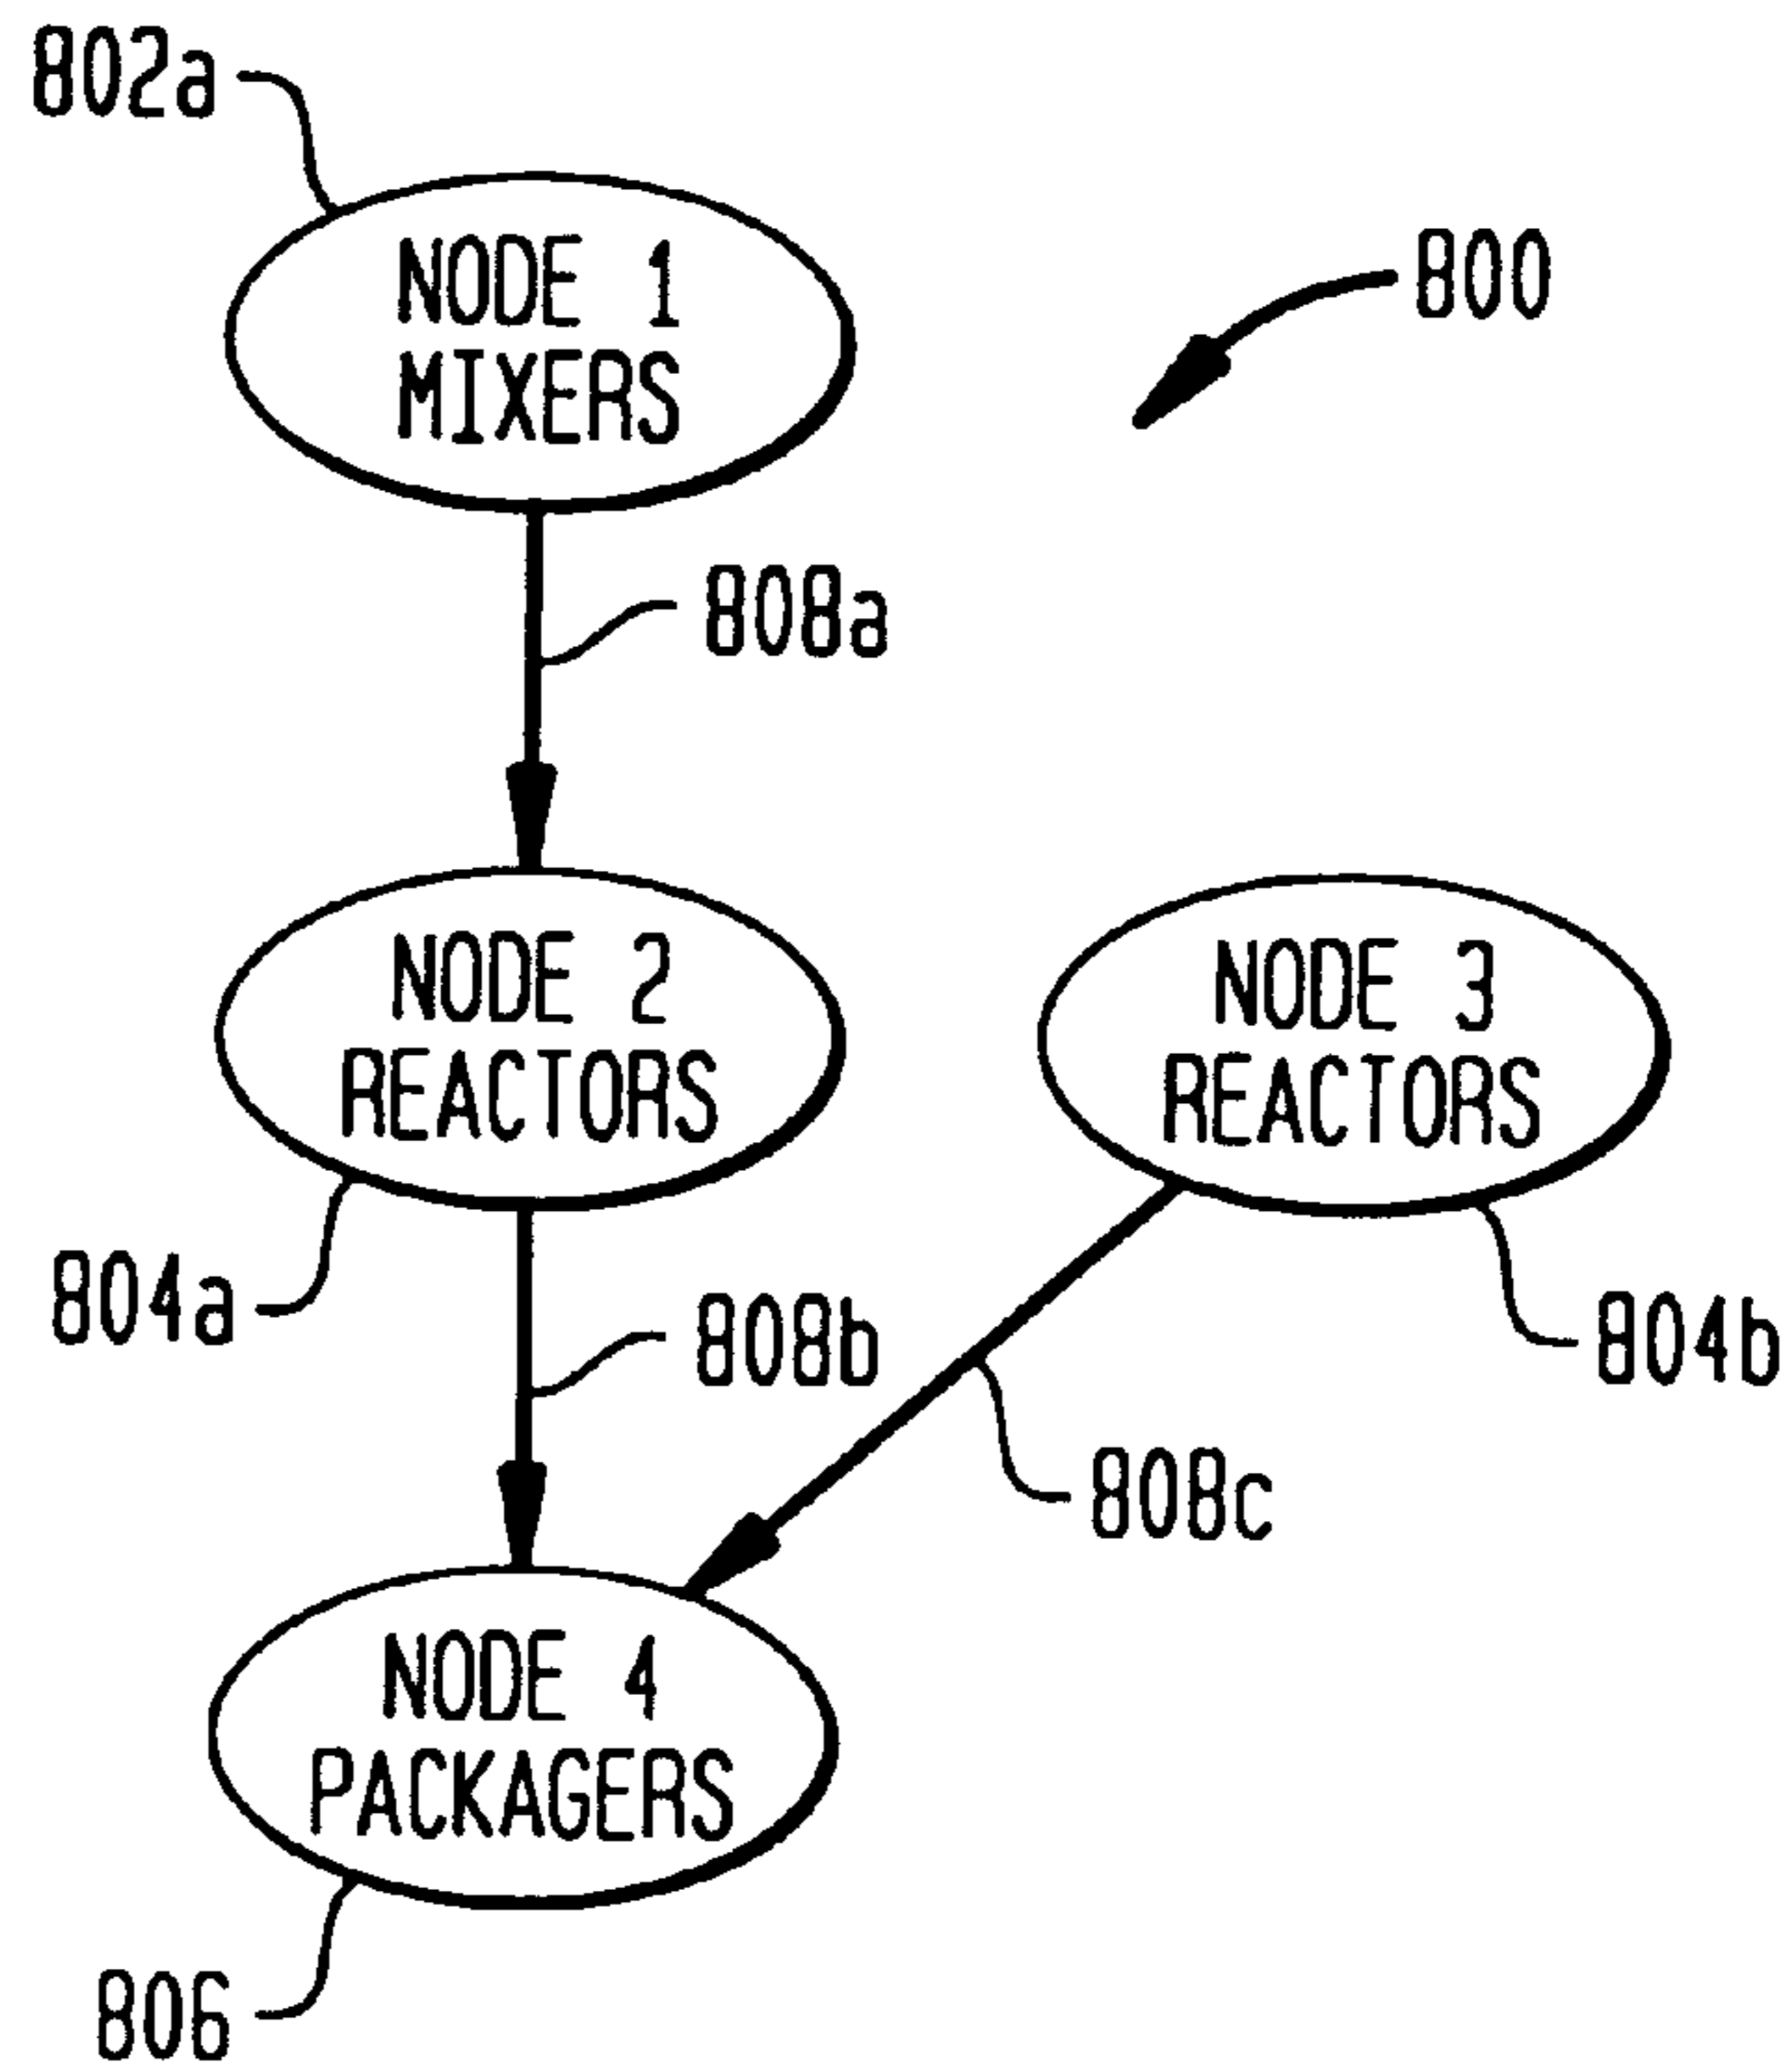 802a
NODE 1
MIXERS
800
808a
NODE 2
REACTORS
NODE 3
REACTORS
804a
808b
804b
808c
NODE 4
PACKAGERS
806